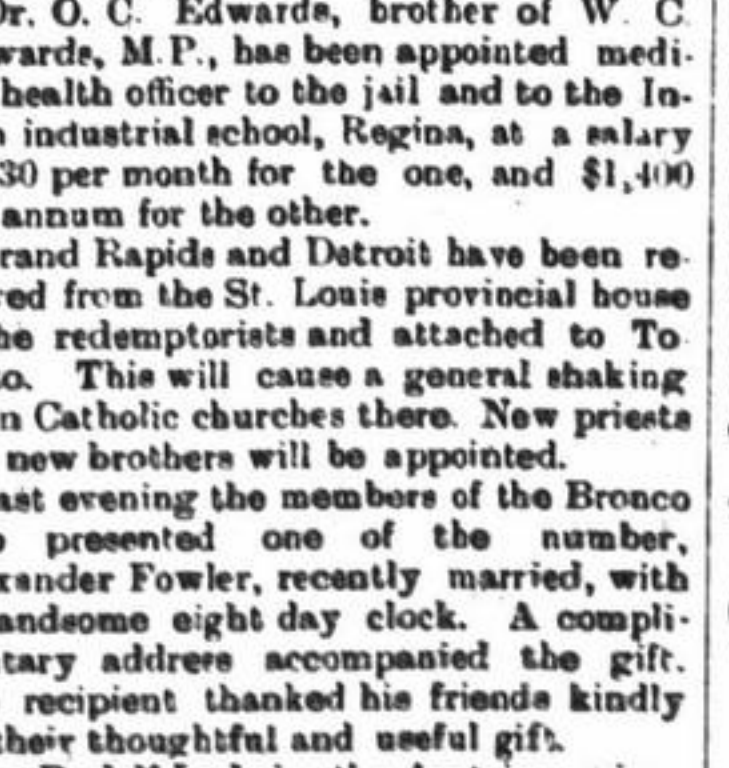 Dr. O. C. Edwards, brother of W. C.
wards, M.P., has been appointed medi-
health officer to the jail and to the In-
industrial school, Regina, at a salary
30 per month for the one, and $1,400
annum for the other.
rand Rapids and Detroit have been re-
red from the St. Louis provincial house
he redemptorists and attached to To-
to. This will cause a general shaking
n Catholic churches there. New priests
new brothers will be appointed.
ast evening the members of the Bronco
presented one of the number,
xander Fowler, recently married, with
andsome eight day clock. A compli-
tary address accompanied the gift.
recipient thanked his friends kindly
their thoughtful and useful gift.